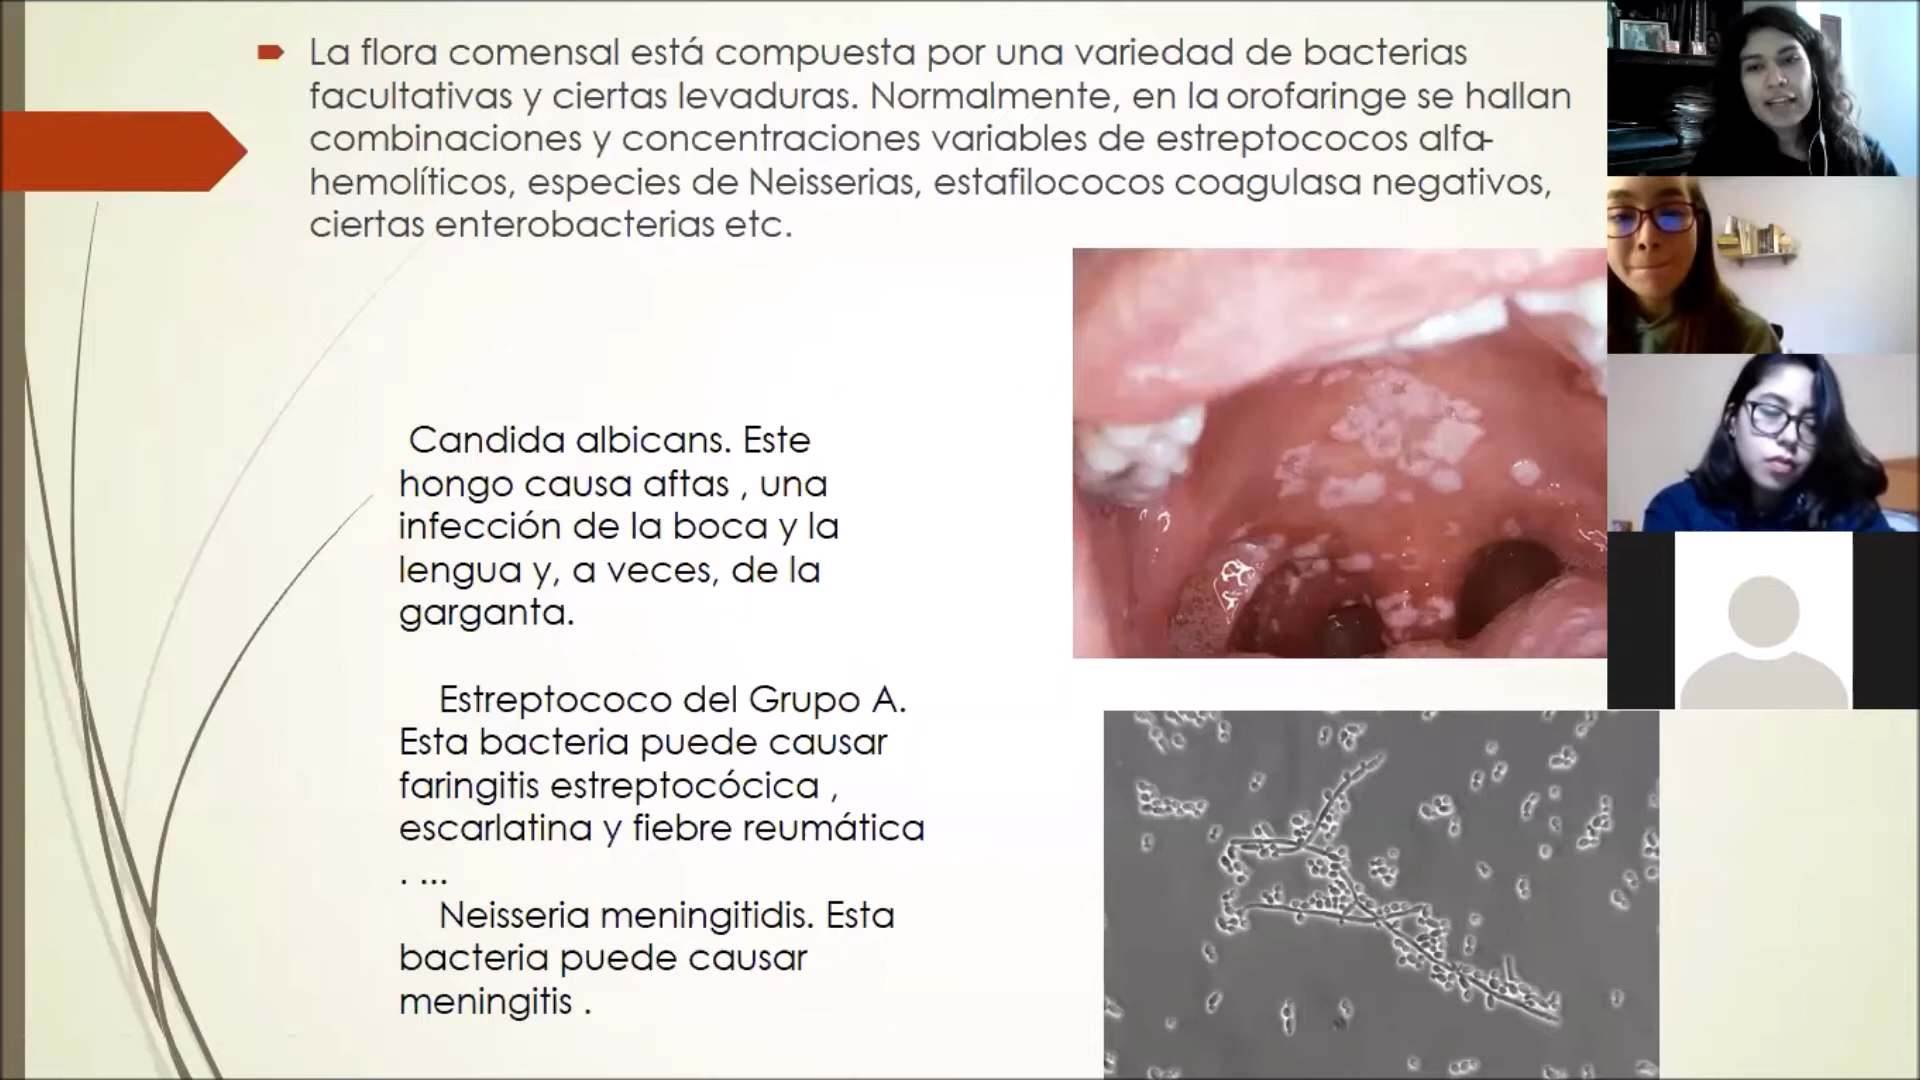 La flora comensal está compuesta por una variedad de bacterias
facultativas y ciertas levaduras. Normalmente, en la orofaringe se hallan
combinaciones y concentraciones variables de estreptococos alfa-
hemolíticos, especies de Neisserias, estafilococos coagulasa negativos,
ciertas enterobacterias etc.
Candida albicans. Este
hongo causa aftas , una
infección de la boca y la
lengua y, a veces, de la
garganta.
Estreptococo del Grupo A.
Esta bacteria puede causar
faringitis estreptocócica ,
escarlatina y fiebre reumática
. ...
Neisseria meningitidis. Esta
bacteria puede causar
meningitis .